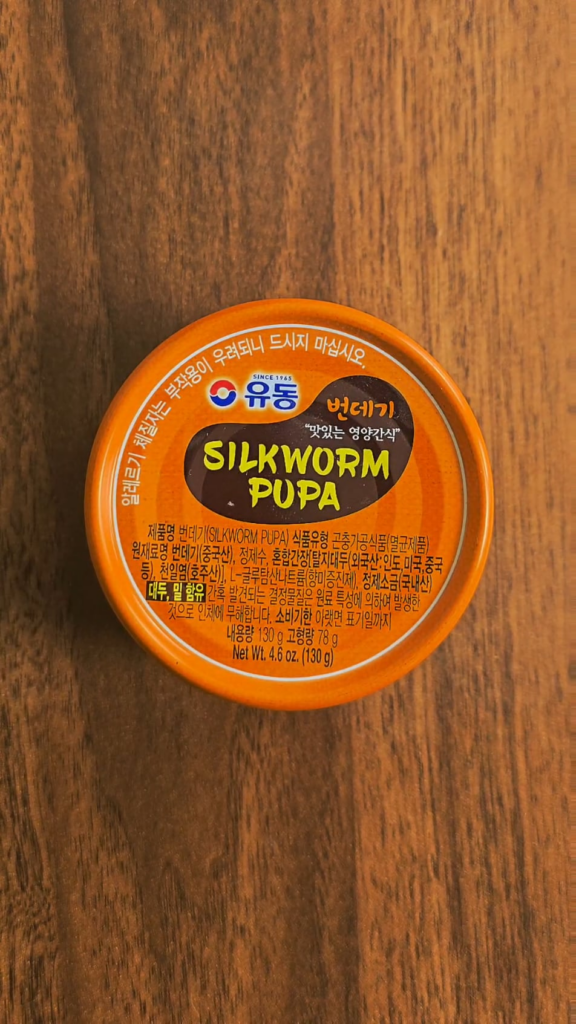 알레르기 체질자는 부작용이 우려되니 드시지 마십시오.
SINCE 1965
유동
번데기
"맛있는 영양간식"
SILKWORM
PUPA
제품명 번데기(SILKWORM PUPA) 식품유형 곤충가공식품(멸균제품)
원재료명 번데기(중국산), 정제수, 혼합간장[탈지대두(외국산:인도,미국,중국
등), 천일염(호주산)], L-글루탐산나트륨(향미증진제), 정제소금(국내산)
대두, 밀 함유 간혹 발견되는 결정물질은 원료 특성에 의하여 발생한
것으로 인체에 무해합니다. 소비기한 아랫면 표기일까지
내용량 130 g 고형량 78 g
Net Wt. 4.6 oz. (130 g)